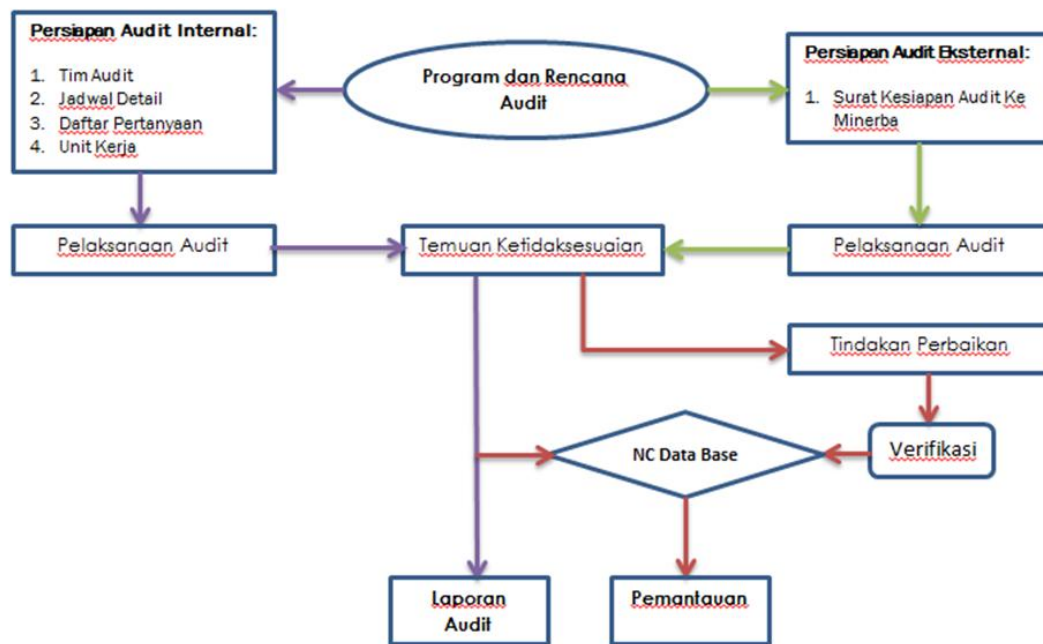 Persiapan Audit Internal:
1. Tim Audit
2. Jadwal Detail
3. Daftar Pertanyaan
4. Unit Kerja
Program dan Rencana
Audit
Persiapan Audit Eksternal:
1. Surat Kesiapan Audit Ke
Minerba
Pelaksanaan Audit
Temuan Ketidaksesuaian
Pelaksanaan Audit
Tindakan Perbaikan
NC Data Base
Verifikasi
Laporan
Audit
Pemantauan